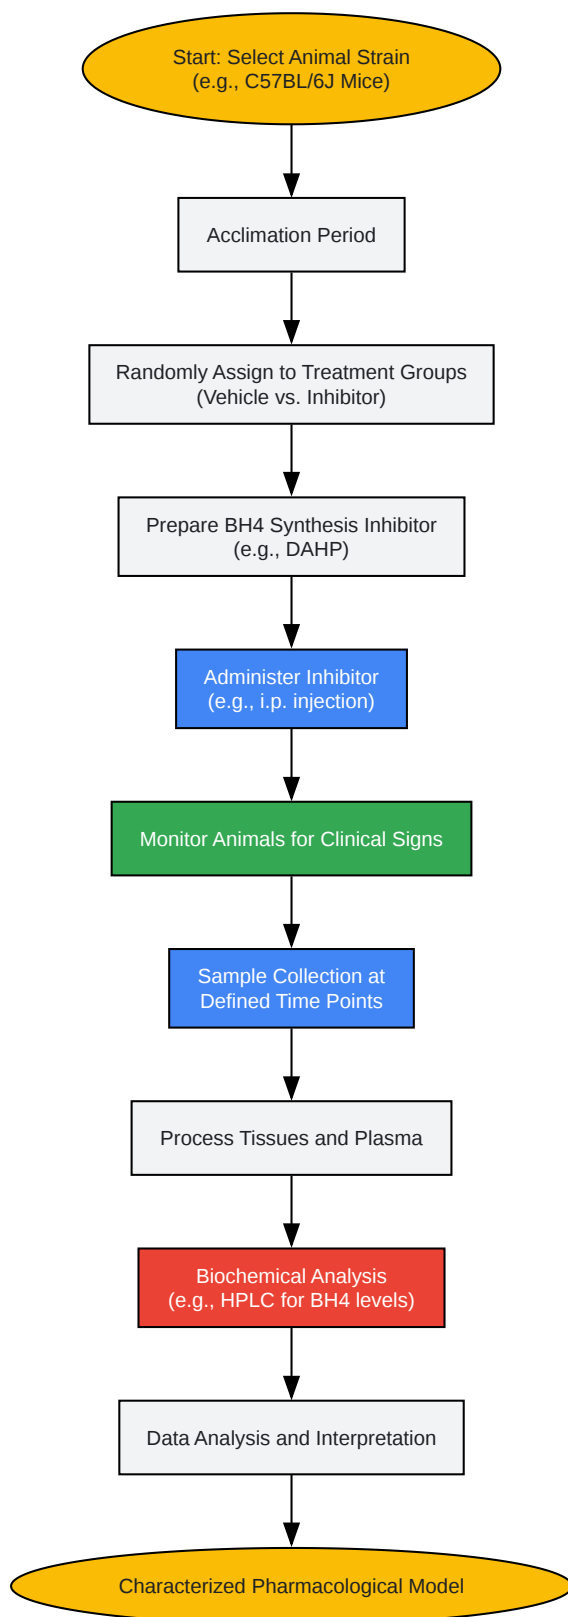 Start: Select Animal Strain
(e.g., C57BL/6J Mice)
Acclimation Period
Randomly Assign to Treatment Groups
(Vehicle vs. Inhibitor)
Prepare BH4 Synthesis Inhibitor
(e.g., DAHP)
Administer Inhibitor
(e.g., i.p. injection)
Monitor Animals for Clinical Signs
Sample Collection at
Defined Time Points
Process Tissues and Plasma
Biochemical Analysis
(e.g., HPLC for BH4 levels)
Data Analysis and Interpretation
Characterized Pharmacological Model